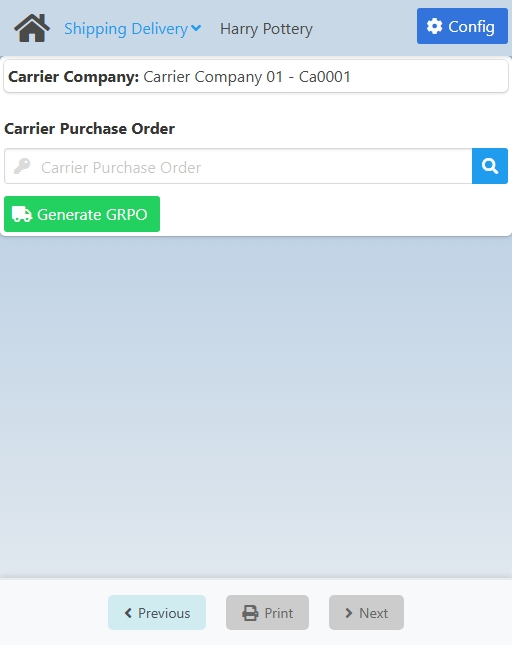 Shipping Delivery Harry Pottery Config
Carrier Company: Carrier Company 01 - Ca0001
Carrier Purchase Order
Carrier Purchase Order
Generate GRPO
Previous Print Next